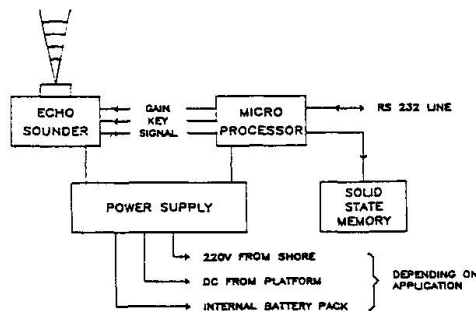 ECHO
SOUNDER
GAIN
KEY
SIGNAL
MICRO
PROCESSOR
RS 232 LINE
POWER SUPPLY
SOLID
STATE
MEMORY
220V FROM SHORE
DC FROM PLATFORM
INTERNAL BATTERY PACK
DEPENDING ON
APPLICATION